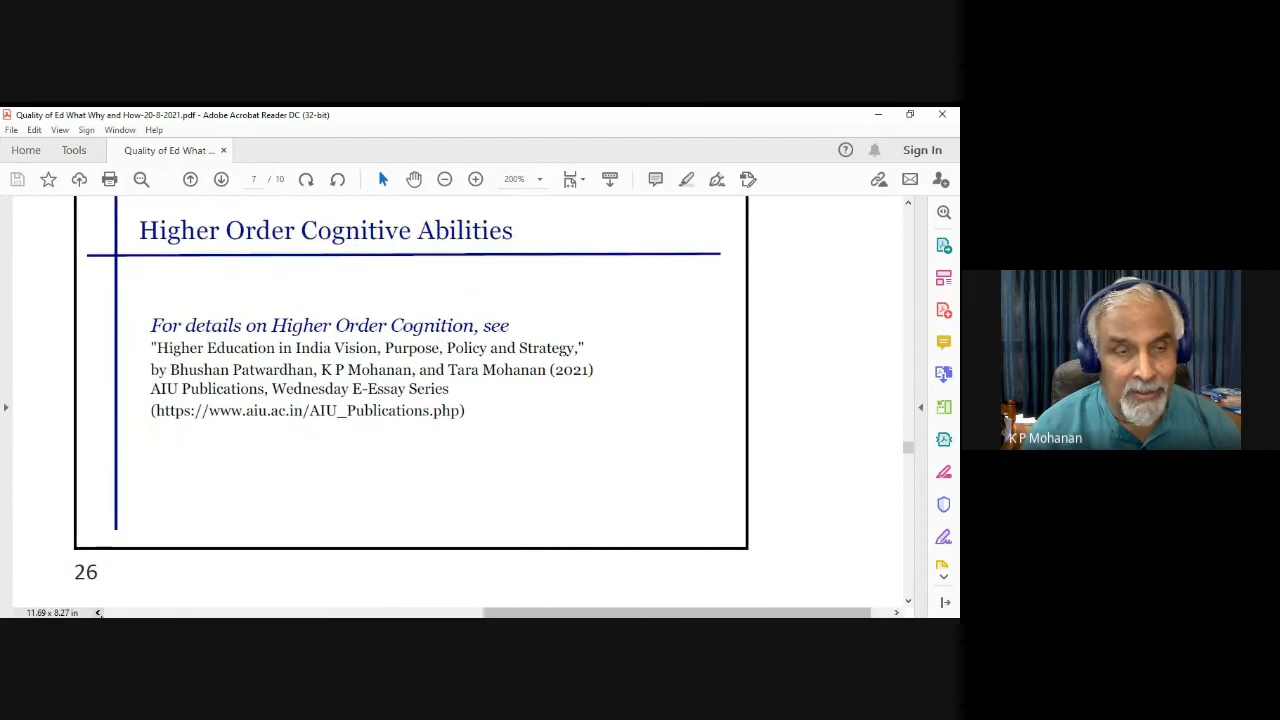 Quality of Ed What Why and How-20-8-2021.pdf - Adobe Acrobat Reader DC (32-bit)
File Edit View Sign Window Help
Home Tools Quality of Ed What ... × Sign In
7 / 10 200%
Higher Order Cognitive Abilities
For details on Higher Order Cognition, see
"Higher Education in India Vision, Purpose, Policy and Strategy,"
by Bhushan Patwardhan, K P Mohanan, and Tara Mohanan (2021)
AIU Publications, Wednesday E-Essay Series
(https://www.aiu.ac.in/AIU_Publications.php)
26
11.69 x 8.27 in
K P Mohanan